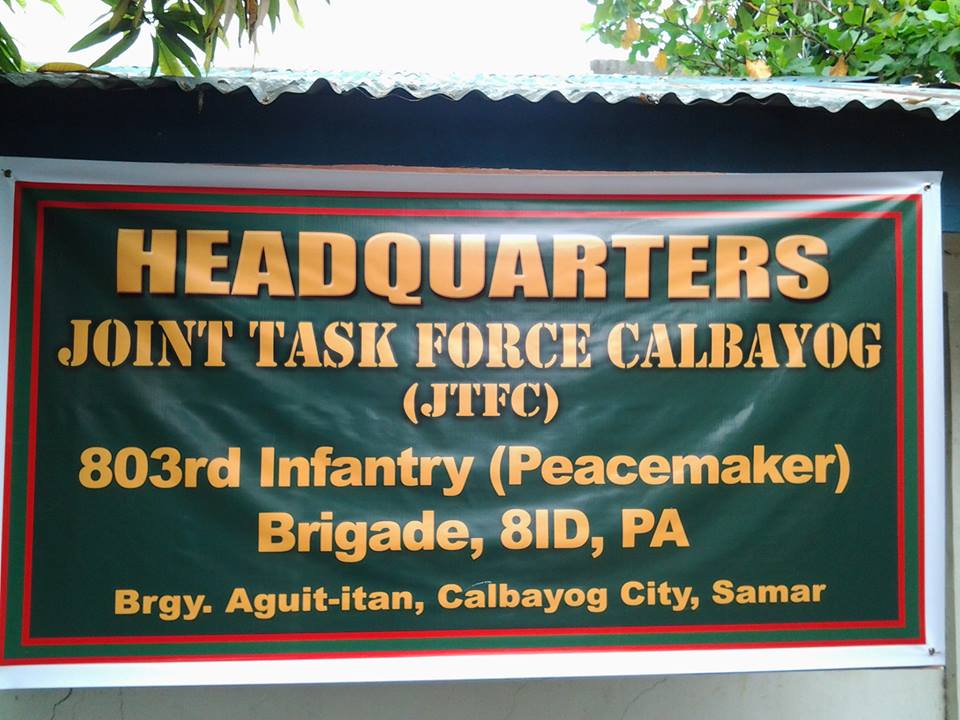 HEADQUARTERS
JOINT TASK FORCE CALBAYOG
(JTFC)
803rd Infantry (Peacemaker)
Brigade, 8ID, PA
Brgy. Aguit-itan, Calbayog City, Samar